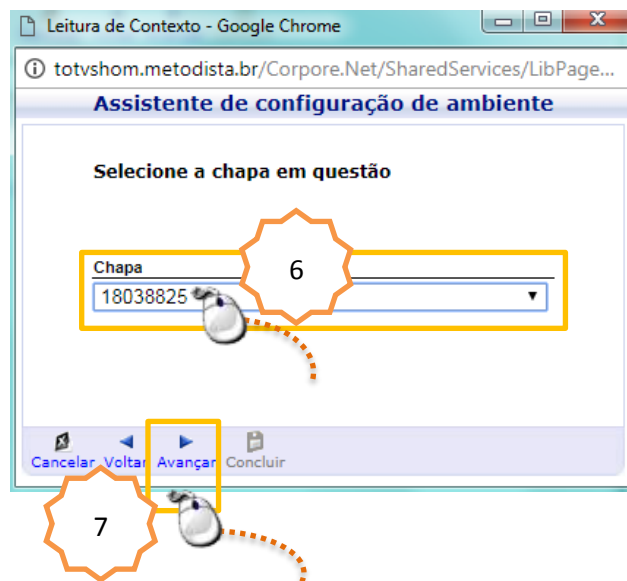 Leitura de Contexto - Google Chrome
totvshom.metodista.br/Corpore.Net/SharedServices/LibPage...
Assistente de configuração de ambiente
Selecione a chapa em questão
6
Chapa
18038825
Cancelar Voltar Avançar Concluir
7